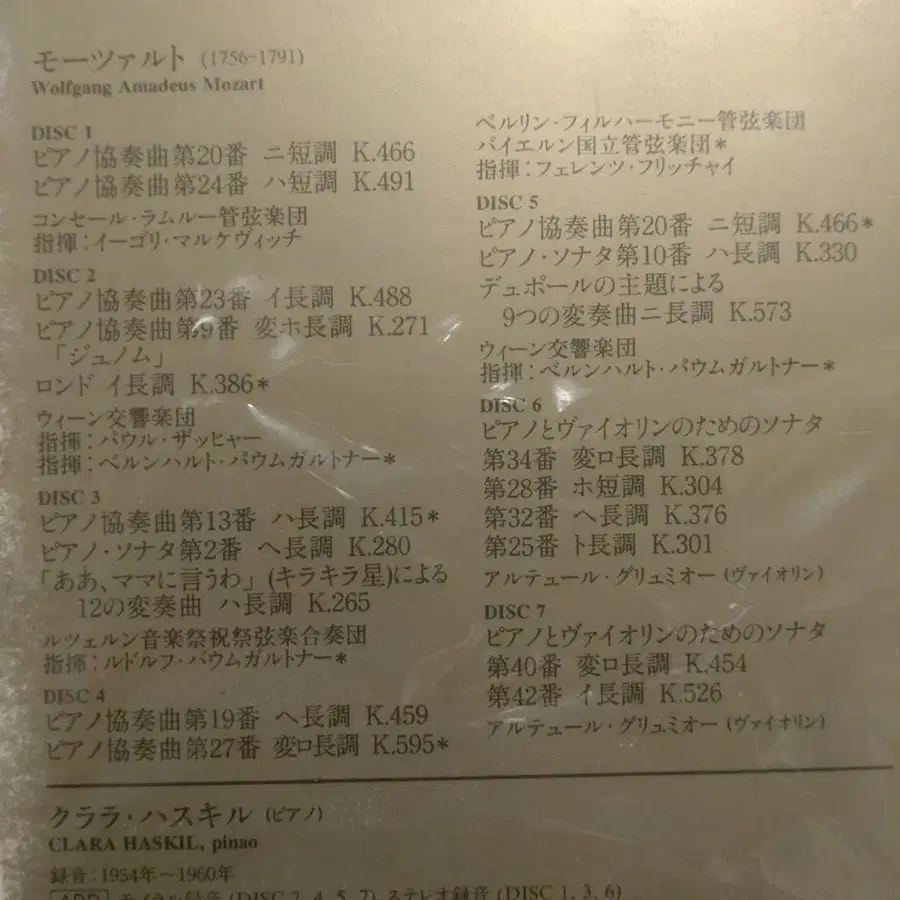 モーツァルト (1756-1791)
Wolfgang Amadeus Mozart
DISC 1
ピアノ協奏曲第20番 ニ短調 K.466
ピアノ協奏曲第24番 ハ短調 K.491
コンセール・ラムルー管弦楽団
指揮:イーゴリ・マルケヴィッチ
DISC 2
ピアノ協奏曲第23番 イ長調 K.488
ピアノ協奏曲第9番 変ホ長調 K.271
「ジュノム」
ロンド イ長調 K.386*
ウィーン交響楽団
指揮:パウル・ザッヒャー
指揮:ベルンハルト・パウムガルトナー*
DISC 3
ピアノ協奏曲第13番 ハ長調 K.415*
ピアノ・ソナタ第2番 ヘ長調 K.280
「ああ、ママに言うわ」(キラキラ星)による
12の変奏曲 ハ長調 K.265
ルツェルン音楽祭祝祭弦楽合奏団
指揮:ルドルフ・バウムガルトナー*
DISC 4
ピアノ協奏曲第19番 ヘ長調 K.459
ピアノ協奏曲第27番 変ロ長調 K.595*
ベルリン・フィルハーモニー管弦楽団
バイエルン国立管弦楽団*
指揮:フェレンツ・フリッチャイ
DISC 5
ピアノ協奏曲第20番 ニ短調 K.466*
ピアノ・ソナタ第10番 ハ長調 K.330
デュポールの主題による
9つの変奏曲ニ長調 K.573
ウィーン交響楽団
指揮:ベルンハルト・パウムガルトナー*
DISC 6
ピアノとヴァイオリンのためのソナタ
第34番 変ロ長調 K.378
第28番 ホ短調 K.304
第32番 ヘ長調 K.376
第25番 ト長調 K.301
アルテュール・グリュミオー (ヴァイオリン)
DISC 7
ピアノとヴァイオリンのためのソナタ
第40番 変ロ長調 K.454
第42番 イ長調 K.526
アルテュール・グリュミオー (ヴァイオリン)
クララ・ハスキル (ピアノ)
CLARA HASKIL, pinao
録音:1954年〜1960年
ADD モノラル録音 (DISC 2, 4, 5, 7) ステレオ録音 (DISC 1, 3, 6)